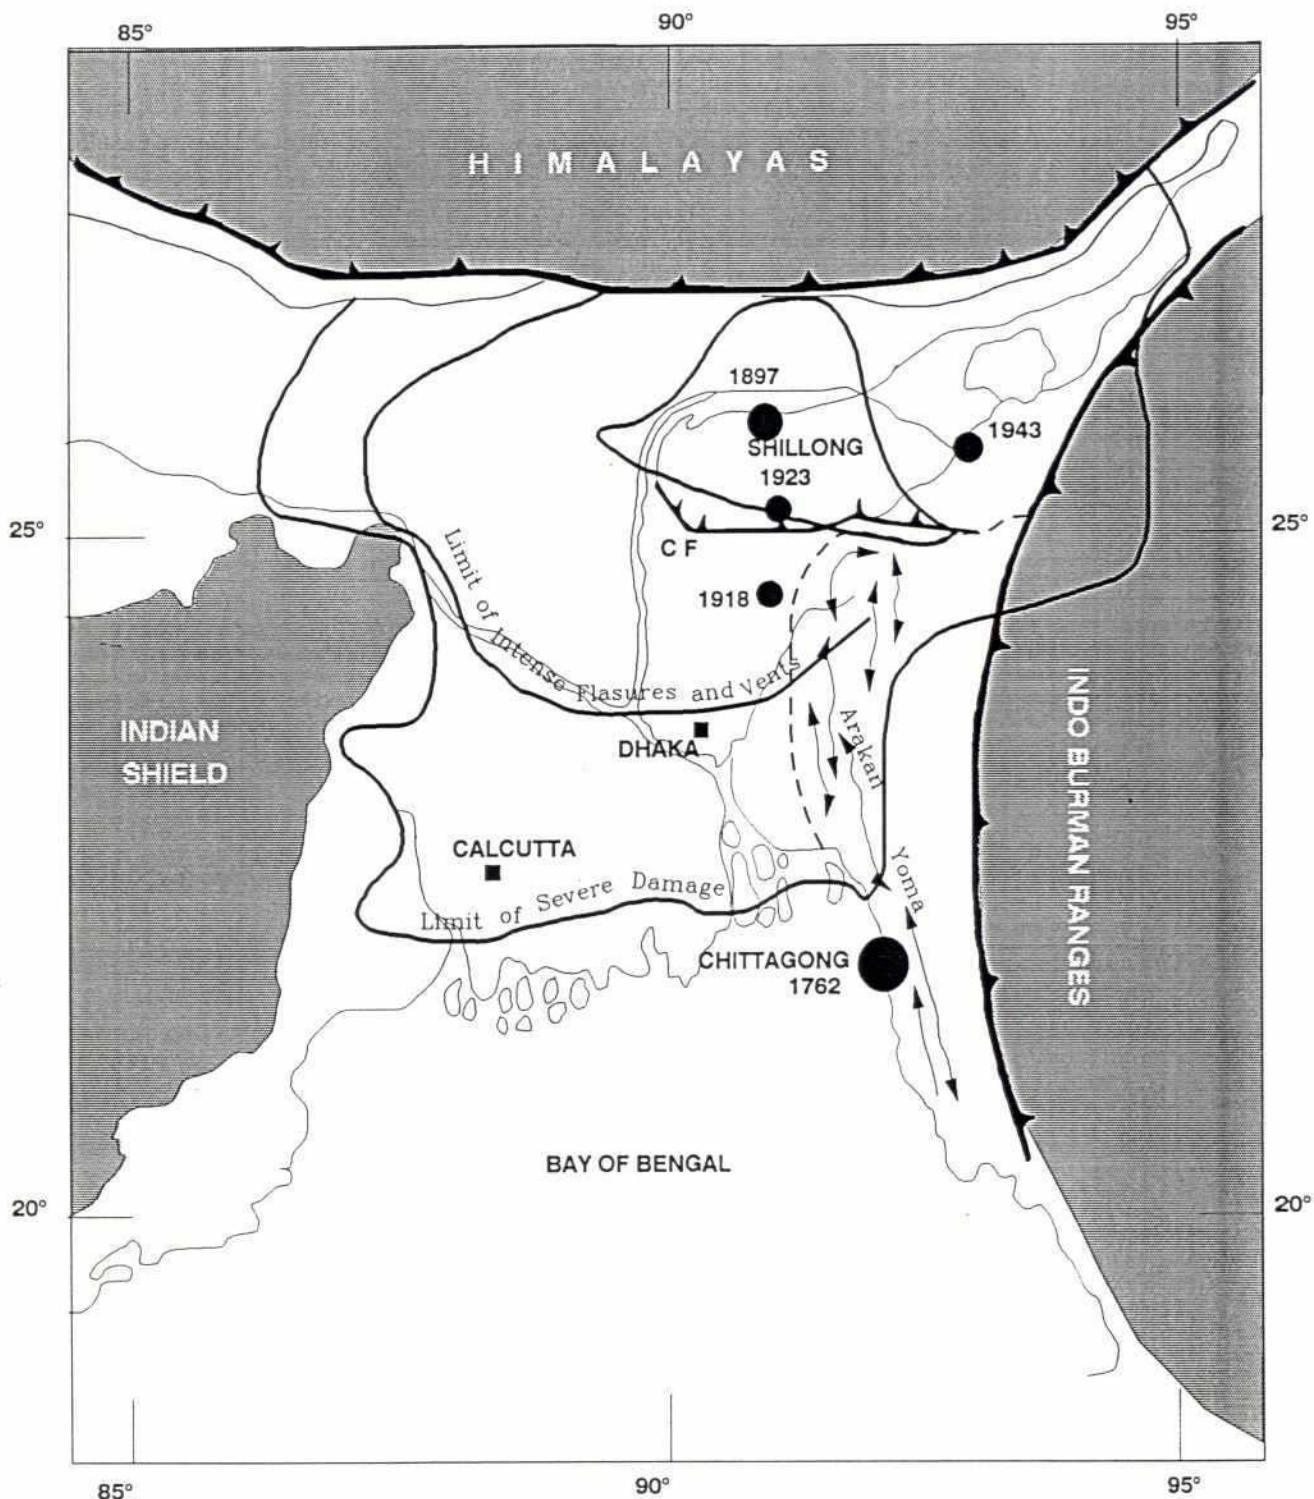 85°
90°
95°
HIMALAYAS
1897
SHILLONG
1943
1923
25°
25°
CF
1918
Limit of Intense Flasures and Vents
INDIAN
SHIELD
DHAKA
Arakan
INDO BURMAN RANGES
CALCUTTA
Yoma
Limit of Severe Damage
CHITTAGONG
1762
BAY OF BENGAL
20°
20°
85°
90°
95°